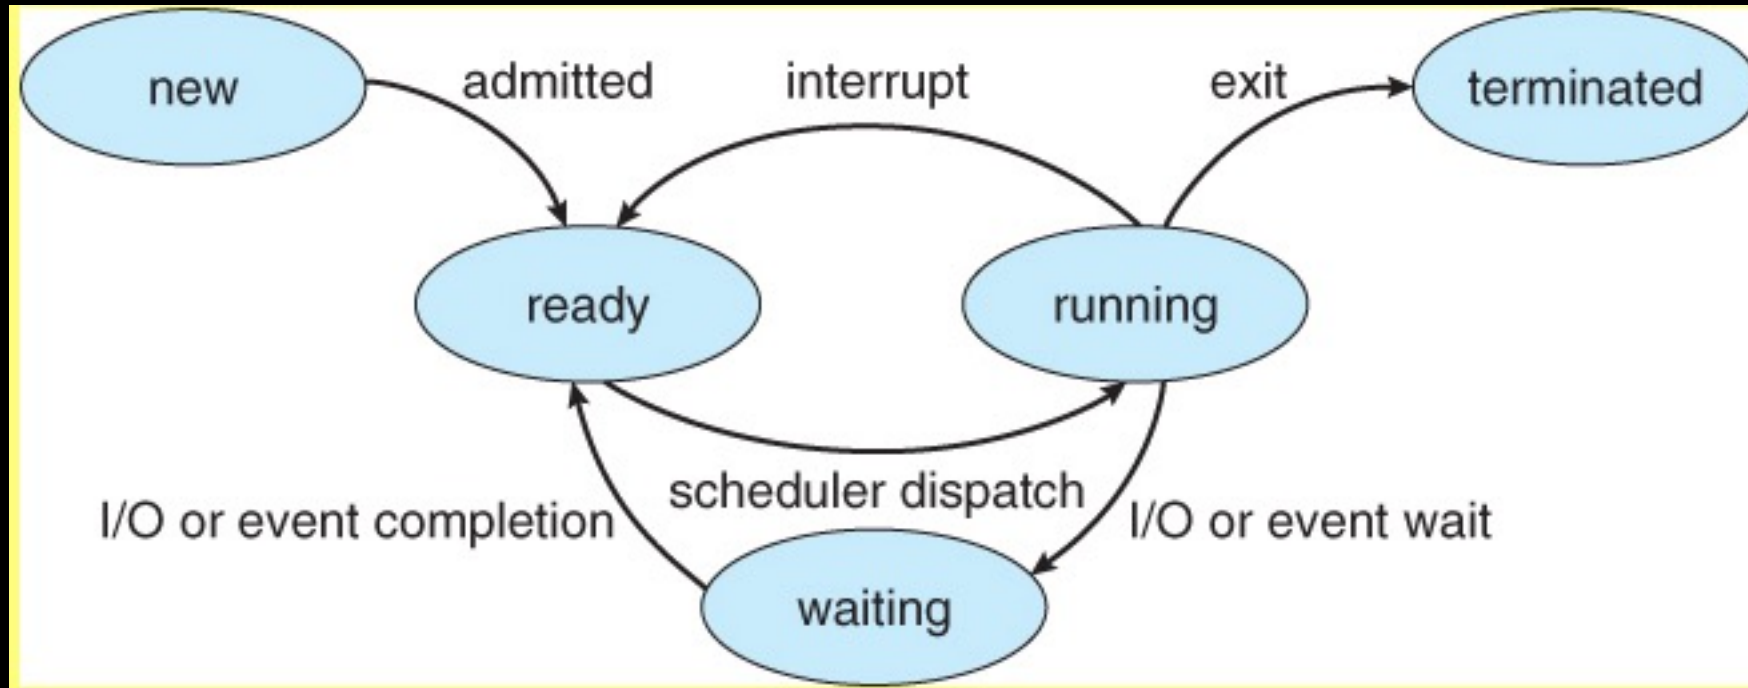 new
admitted
interrupt
exit
terminated
ready
running
scheduler dispatch
I/O or event completion
I/O or event wait
waiting